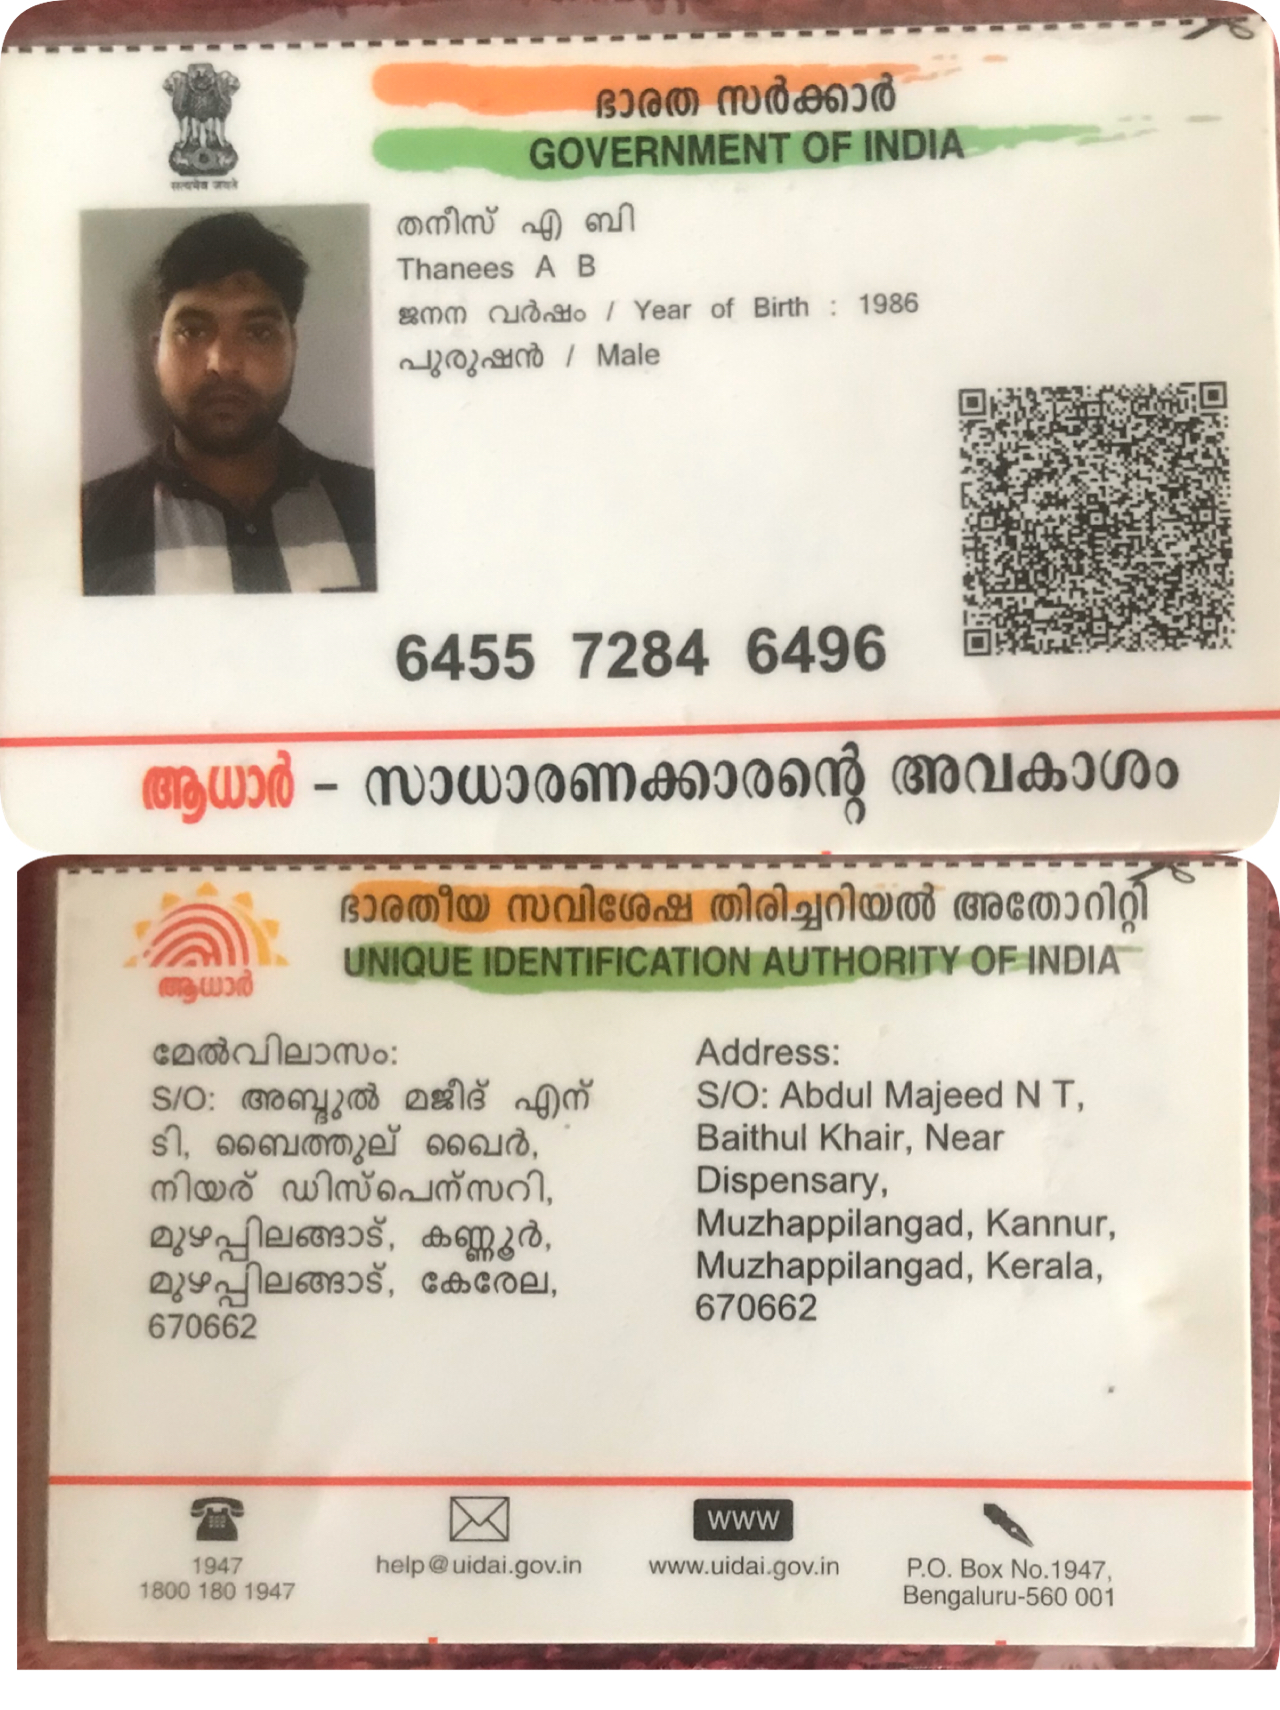 ഭാരത സർക്കാർ
GOVERNMENT OF INDIA
सत्यमेव जयते
തനീസ് എ ബി
Thanees A B
ജനന വർഷം / Year of Birth : 1986
പുരുഷൻ / Male
6455 7284 6496
ആധാർ - സാധാരണക്കാരന്റെ അവകാശം
ഭാരതീയ സവിശേഷ തിരിച്ചറിയൽ അതോറിറ്റി
UNIQUE IDENTIFICATION AUTHORITY OF INDIA
ആധാർ
മേൽവിലാസം:
S/O: അബ്ദുൽ മജീദ് എന്
ടി, ബൈത്തുല് ഖൈർ,
നിയര് ഡിസ്പെന്സറി,
മുഴപ്പിലങ്ങാട്, കണ്ണൂർ,
മുഴപ്പിലങ്ങാട്, കേരേല,
670662
Address:
S/O: Abdul Majeed N T,
Baithul Khair, Near
Dispensary,
Muzhappilangad, Kannur,
Muzhappilangad, Kerala,
670662
1947
1800 180 1947
help@uidai.gov.in
WWW
www.uidai.gov.in
P.O. Box No.1947,
Bengaluru-560 001